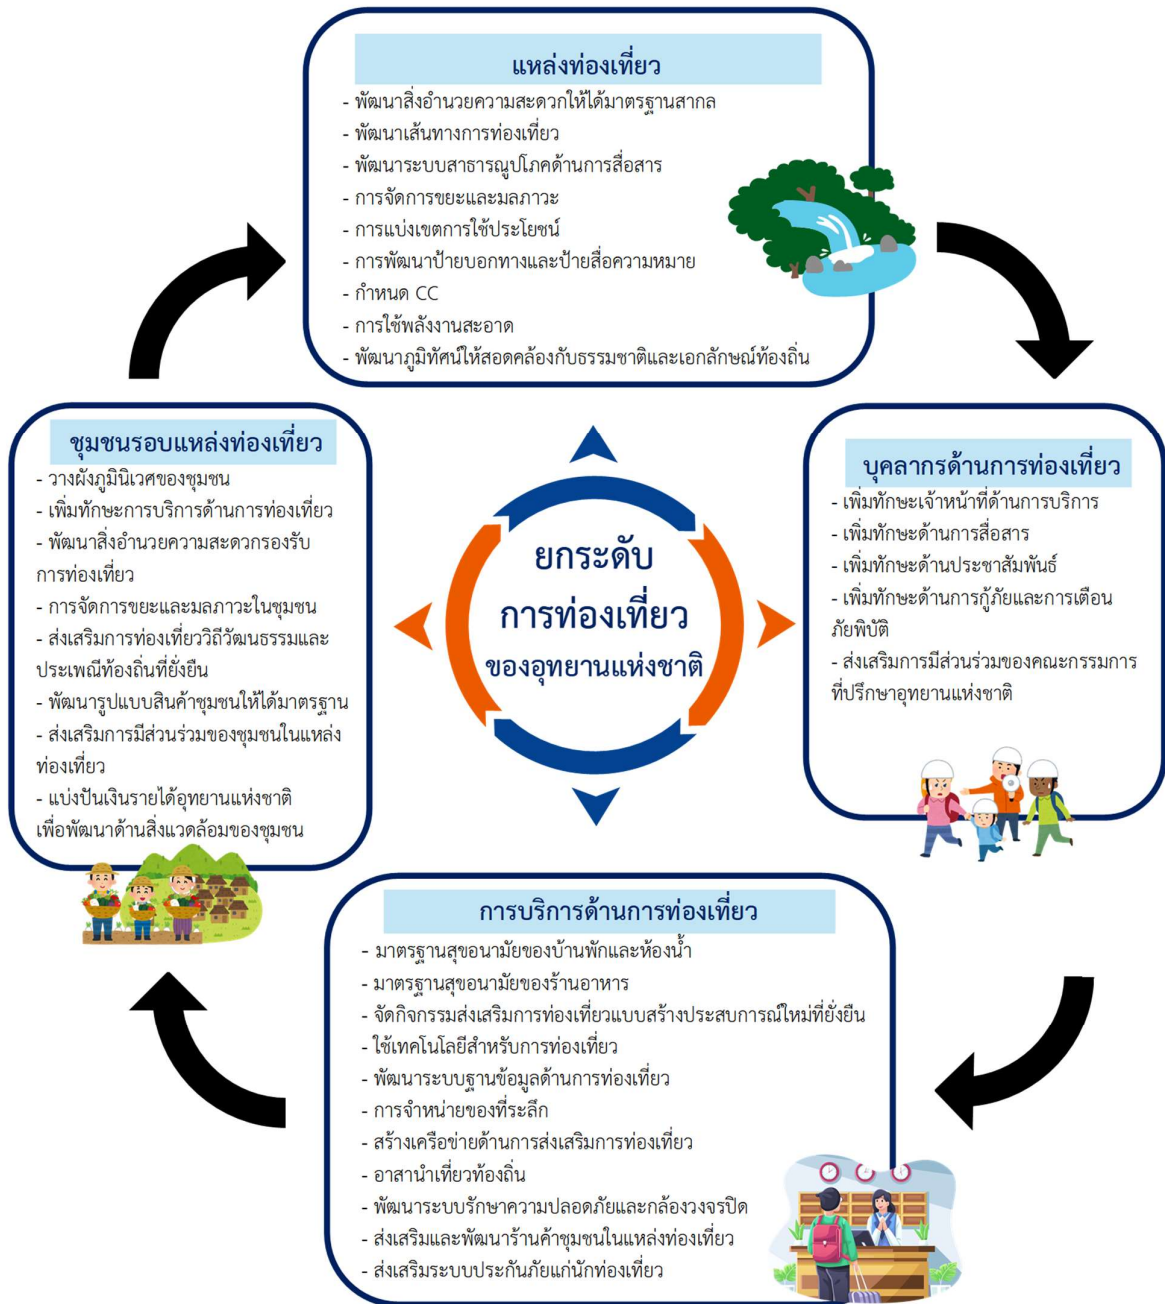 แหล่งท่องเที่ยว
- พัฒนาสิ่งอำนวยความสะดวกให้ได้มาตรฐานสากล
- พัฒนาเส้นทางการท่องเที่ยว
- พัฒนาระบบสาธารณูปโภคด้านการสื่อสาร
- การจัดการขยะและมลภาวะ
- การแบ่งเขตการใช้ประโยชน์
- การพัฒนาป้ายบอกทางและป้ายสื่อความหมาย
- กำหนด CC
- การใช้พลังงานสะอาด
- พัฒนาภูมิทัศน์ให้สอดคล้องกับธรรมชาติและเอกลักษณ์ท้องถิ่น
ชุมชนรอบแหล่งท่องเที่ยว
- วางผังภูมินิเวศของชุมชน
- เพิ่มทักษะการบริการด้านการท่องเที่ยว
- พัฒนาสิ่งอำนวยความสะดวกรองรับ
การท่องเที่ยว
- การจัดการขยะและมลภาวะในชุมชน
- ส่งเสริมการท่องเที่ยววิถีวัฒนธรรมและ
ประเพณีท้องถิ่นที่ยั่งยืน
- พัฒนารูปแบบสินค้าชุมชนให้ได้มาตรฐาน
- ส่งเสริมการมีส่วนร่วมของชุมชนในแหล่ง
ท่องเที่ยว
- แบ่งปันเงินรายได้อุทยานแห่งชาติ
เพื่อพัฒนาด้านสิ่งแวดล้อมของชุมชน
ยกระดับ
การท่องเที่ยว
ของอุทยานแห่งชาติ
บุคลากรด้านการท่องเที่ยว
- เพิ่มทักษะเจ้าหน้าที่ด้านการบริการ
- เพิ่มทักษะด้านการสื่อสาร
- เพิ่มทักษะด้านประชาสัมพันธ์
- เพิ่มทักษะด้านการกู้ภัยและการเตือน
ภัยพิบัติ
- ส่งเสริมการมีส่วนร่วมของคณะกรรมการ
ที่ปรึกษาอุทยานแห่งชาติ
การบริการด้านการท่องเที่ยว
- มาตรฐานสุขอนามัยของบ้านพักและห้องน้ำ
- มาตรฐานสุขอนามัยของร้านอาหาร
- จัดกิจกรรมส่งเสริมการท่องเที่ยวแบบสร้างประสบการณ์ใหม่ที่ยั่งยืน
- ใช้เทคโนโลยีสำหรับการท่องเที่ยว
- พัฒนาระบบฐานข้อมูลด้านการท่องเที่ยว
- การจำหน่ายของที่ระลึก
- สร้างเครือข่ายด้านการส่งเสริมการท่องเที่ยว
- อาสานำเที่ยวท้องถิ่น
- พัฒนาระบบรักษาความปลอดภัยและกล้องวงจรปิด
- ส่งเสริมและพัฒนาร้านค้าชุมชนในแหล่งท่องเที่ยว
- ส่งเสริมระบบประกันภัยแก่นักท่องเที่ยว